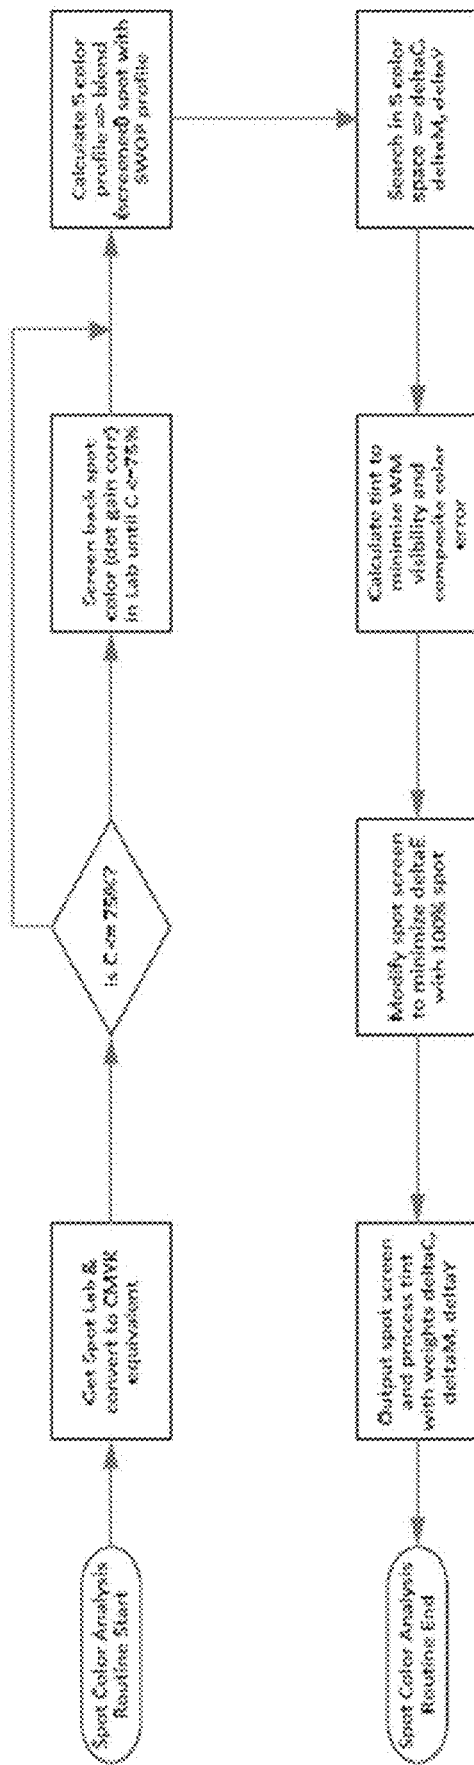 Spot Color Analysis
Routine Start
Get Spot Lab &
convert to CMYK
equivalent
is C <= 75%?
Screen back spot
color (dot gain corr)
in Lab until C <~75%
Calculate 5 color
profile => blend
(screened) spot with
SWOP profile
Search in 5 color
space => deltaC,
deltaM, deltaY
Calculate tint to
minimize WM
visibility and
composite color
error
Modify spot screen
to minimize deltaE
with 100% spot
Output spot screen
and process tint
with weights deltaC,
deltaM, deltaY
Spot Color Analysis
Routine End